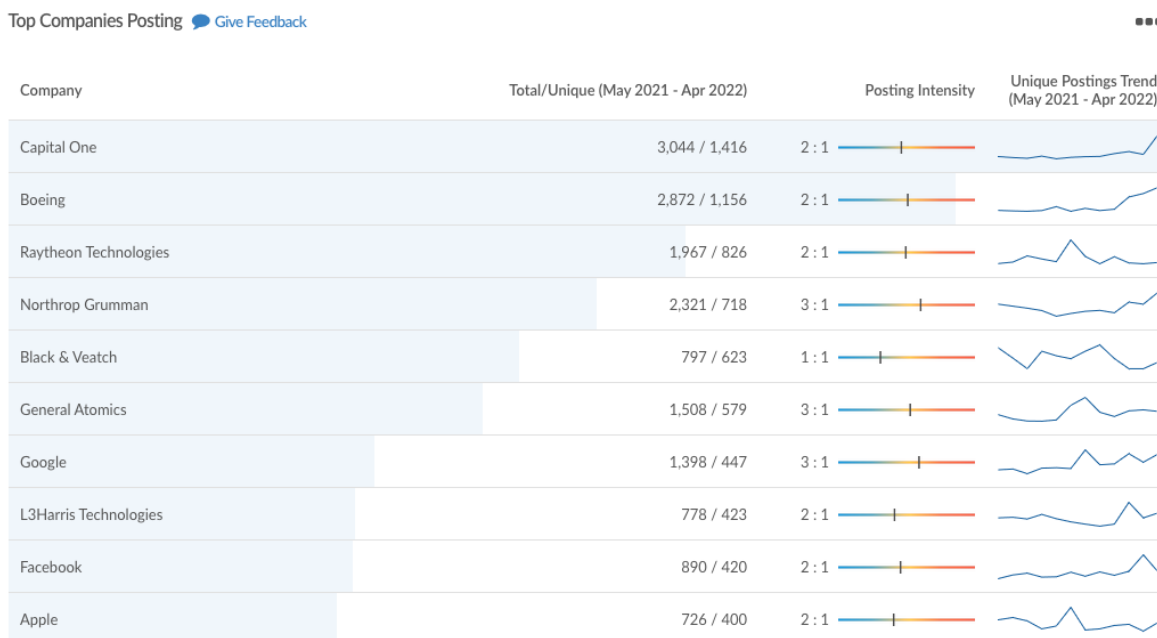 Top Companies Posting Give Feedback
Company Total/Unique (May 2021 - Apr 2022) Posting Intensity Unique Postings Trend (May 2021 - Apr 2022)
Capital One 3,044 / 1,416 2 : 1
Boeing 2,872 / 1,156 2 : 1
Raytheon Technologies 1,967 / 826 2 : 1
Northrop Grumman 2,321 / 718 3 : 1
Black & Veatch 797 / 623 1 : 1
General Atomics 1,508 / 579 3 : 1
Google 1,398 / 447 3 : 1
L3Harris Technologies 778 / 423 2 : 1
Facebook 890 / 420 2 : 1
Apple 726 / 400 2 : 1